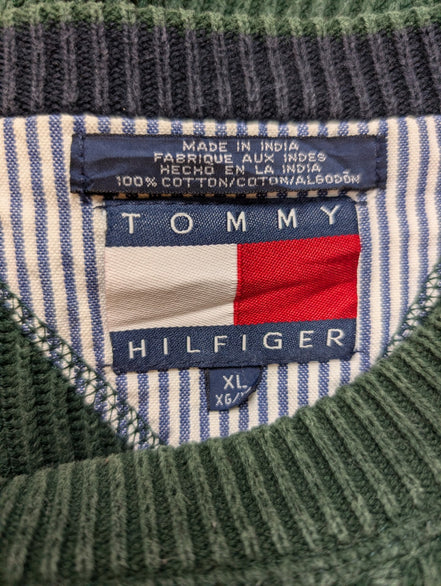 MADE IN INDIA
FABRIQUE AUX INDES
HECHO EN LA INDIA
100% COTTON/COTON/ALGODÓN
TOMMY
HILFIGER
XL